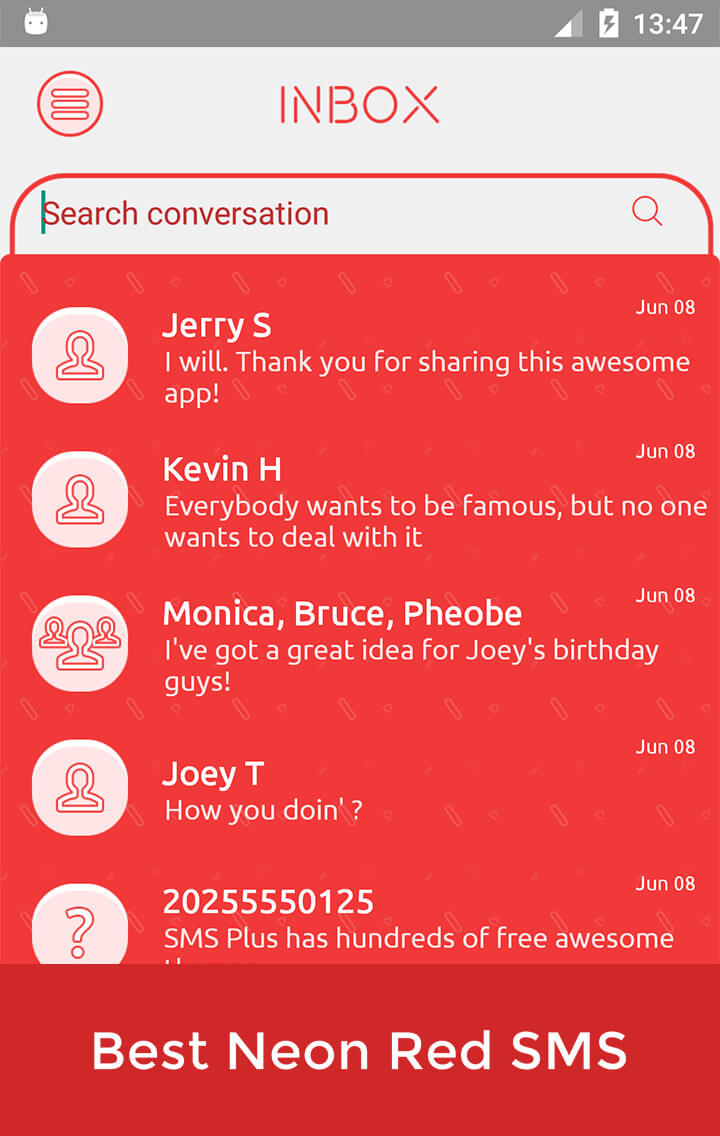 13:47
INBOX
Search conversation
Jun 08
Jerry S
I will. Thank you for sharing this awesome
app!
Jun 08
Kevin H
Everybody wants to be famous, but no one
wants to deal with it
Jun 08
Monica, Bruce, Pheobe
I've got a great idea for Joey's birthday
guys!
Jun 08
Joey T
How you doin' ?
Jun 08
20255550125
SMS Plus has hundreds of free awesome
Best Neon Red SMS